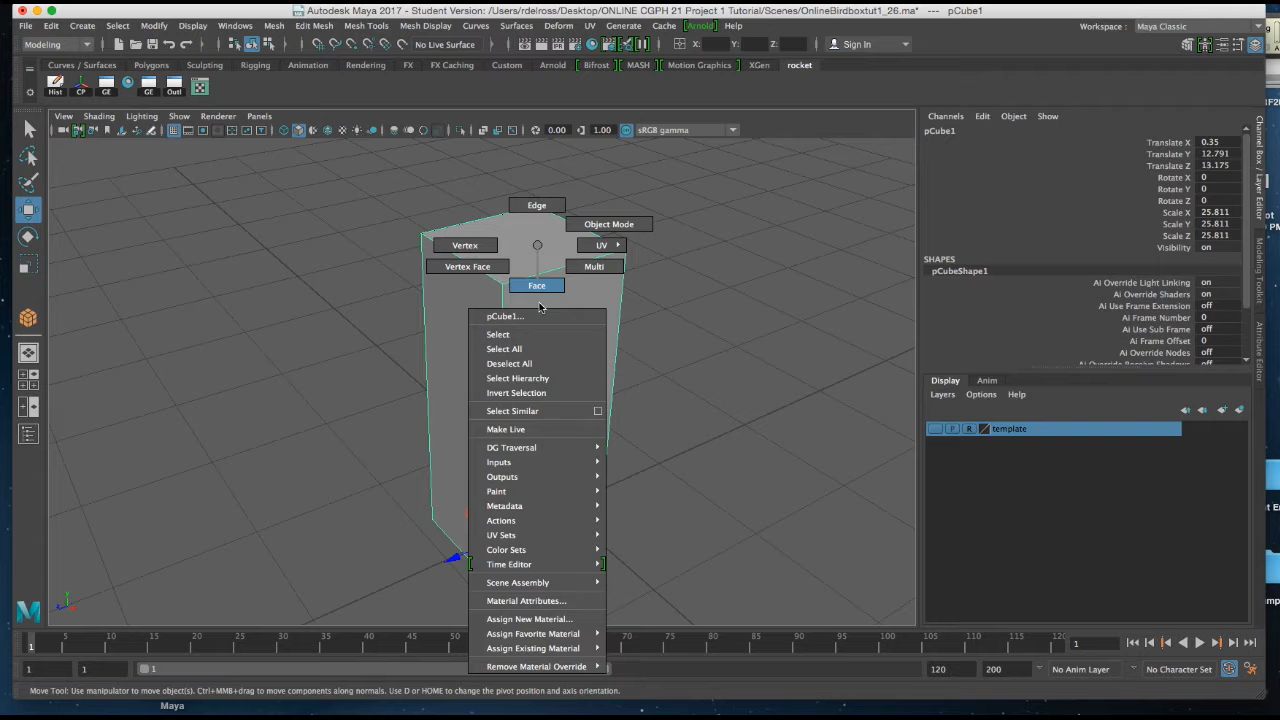 Autodesk Maya 2017 - Student Version: /Users/rdelross/Desktop/ONLINE CGPH 21 Project 1 Tutorial/Scenes/OnlineBirdboxtut1_26.ma* --- pCube1
File Edit Create Select Modify Display Windows Mesh Edit Mesh Mesh Tools Mesh Display Curves Surfaces Deform UV Generate Cache Arnold Help
Workspace : Maya Classic
Modeling No Live Surface X: Y: Z: Sign In
Curves / Surfaces Polygons Sculpting Rigging Animation Rendering FX FX Caching Custom Arnold Bifrost MASH Motion Graphics XGen rocket
Hist CP GE GE Outl
View Shading Lighting Show Renderer Panels
0.00 1.00 sRGB gamma
Channels Edit Object Show
pCube1
Translate X 0.35
Translate Y 12.791
Translate Z 13.175
Rotate X 0
Rotate Y 0
Rotate Z 0
Scale X 25.811
Scale Y 25.811
Scale Z 25.811
Visibility on
SHAPES
pCubeShape1
Ai Override Light Linking on
Ai Override Shaders on
Ai Use Frame Extension off
Ai Frame Number 0
Ai Use Sub Frame off
Ai Frame Offset 0
Ai Override Nodes off
Channel Box / Layer Editor
Modeling Toolkit
Attribute Editor
Display Anim
Layers Options Help
R template
Edge
Object Mode
Vertex UV
Vertex Face Multi
Face
pCube1...
Select
Select All
Deselect All
Select Hierarchy
Invert Selection
Select Similar
Make Live
DG Traversal
Inputs
Outputs
Paint
Metadata
Actions
UV Sets
Color Sets
Time Editor
Scene Assembly
Material Attributes...
Assign New Material...
Assign Favorite Material
Assign Existing Material
Remove Material Override
5 10 15 20 25 30 35 40 45 50 70 75 80 85 90 95 100 105 110 115 120
1 1
1 1 1 120 200 No Anim Layer No Character Set
Move Tool: Use manipulator to move object(s). Ctrl+MMB+drag to move components along normals. Use D or HOME to change the pivot position and axis orientation.
Maya